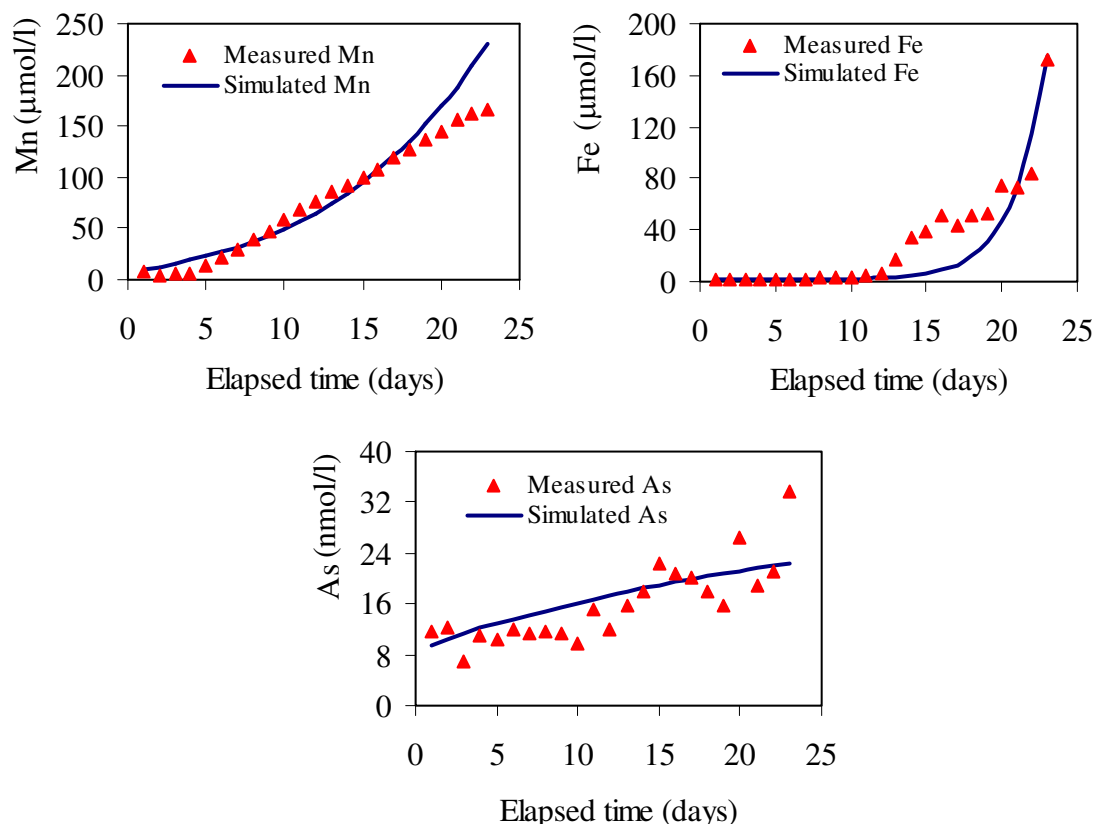 Mn (µmol/l)
250
200
150
100
50
0
Measured Mn
Simulated Mn
0 5 10 15 20 25
Elapsed time (days)
Fe (µmol/l)
200
160
120
80
40
0
Measured Fe
Simulated Fe
0 5 10 15 20 25
Elapsed time (days)
As (nmol/l)
40
32
24
16
8
0
Measured As
Simulated As
0 5 10 15 20 25
Elapsed time (days)